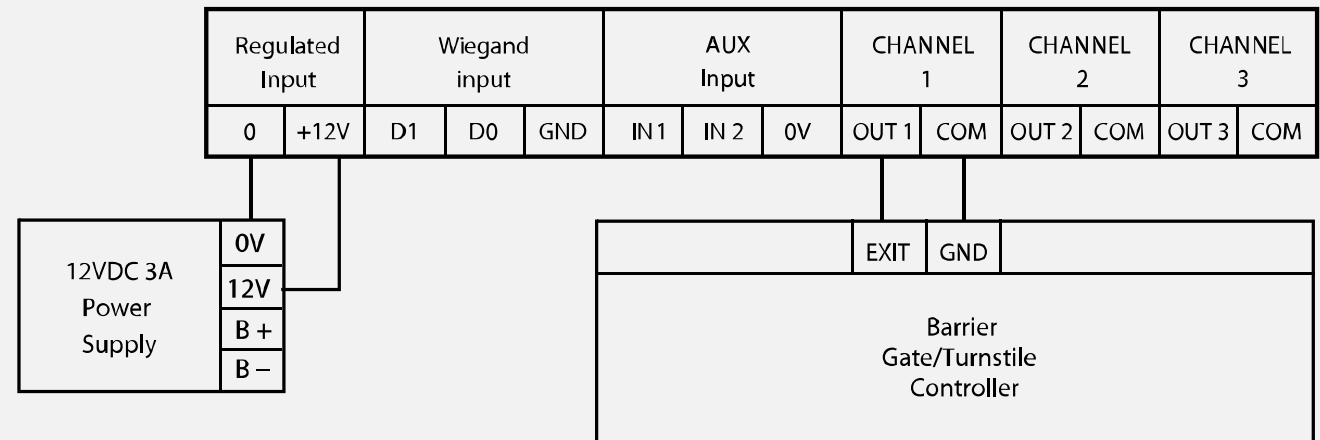 Regulated Input
Wiegand input
AUX Input
CHANNEL 1
CHANNEL 2
CHANNEL 3
0 +12V D1 D0 GND IN 1 IN 2 0V OUT 1 COM OUT 2 COM OUT 3 COM
12VDC 3A
Power
Supply
0V
12V
B +
B –
EXIT GND
Barrier
Gate/Turnstile
Controller